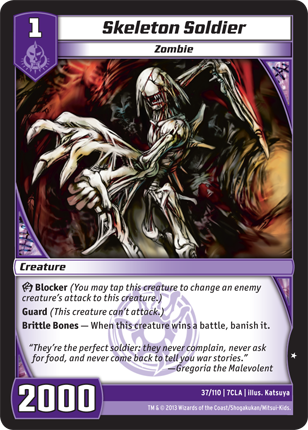 1
Skeleton Soldier
Zombie
Creature
Blocker (You may tap this creature to change an enemy
creature's attack to this creature.)
Guard (This creature can't attack.)
Brittle Bones — When this creature wins a battle, banish it.
"They're the perfect soldier: they never complain, never ask
for food, and never come back to tell you war stories."
—Gregoria the Malevolent
2000
37/110 | 7CLA | illus. Katsuya
TM & © 2013 Wizards of the Coast/Shogakukan/Mitsui-Kids.